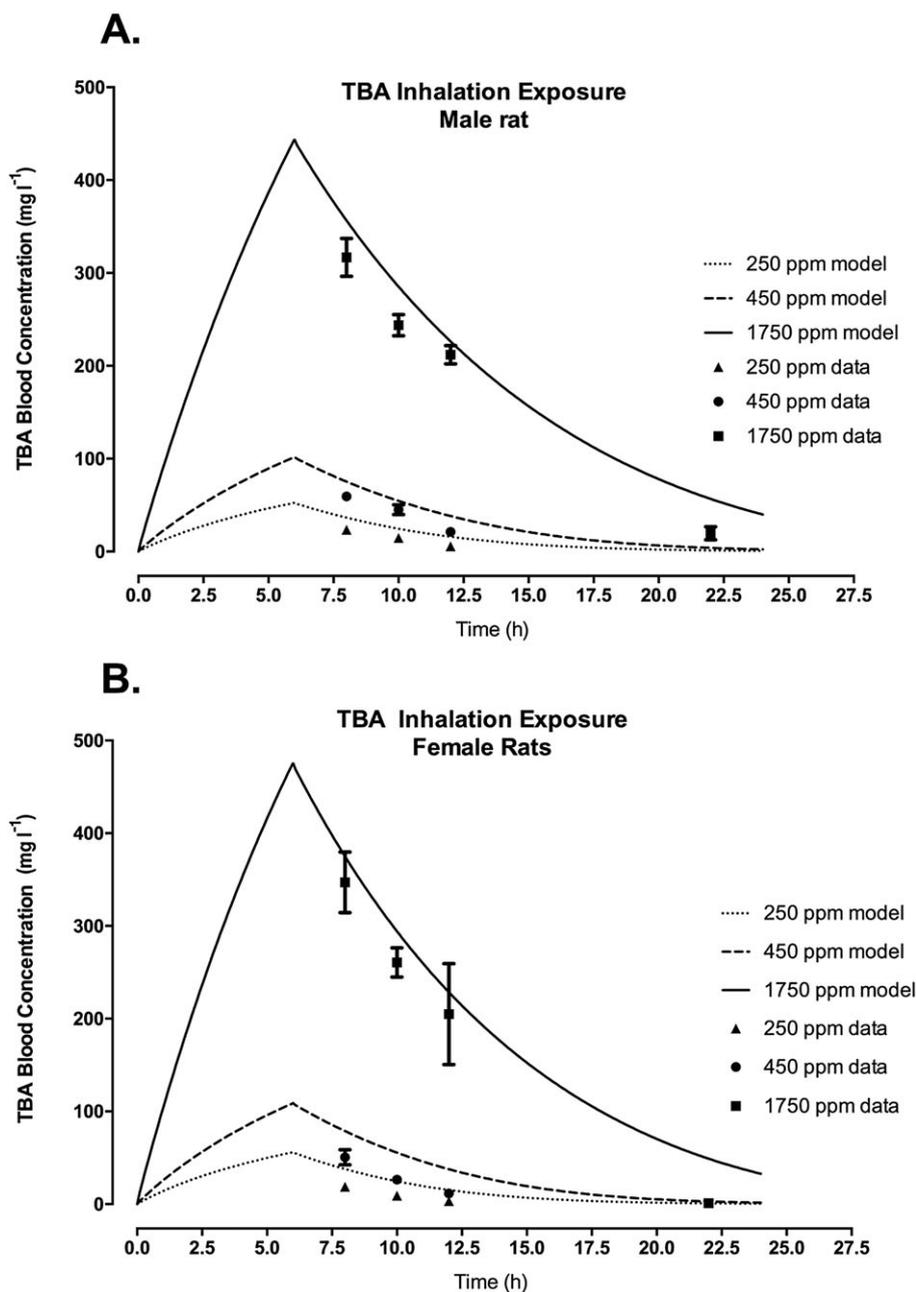 A.
TBA Inhalation Exposure
Male rat
TBA Blood Concentration (mg l⁻¹)
500
400
300
200
100
0
250 ppm model
450 ppm model
1750 ppm model
250 ppm data
450 ppm data
1750 ppm data
0.0 2.5 5.0 7.5 10.0 12.5 15.0 17.5 20.0 22.5 25.0 27.5
Time (h)
B.
TBA Inhalation Exposure
Female Rats
TBA Blood Concentration (mg l⁻¹)
500
400
300
200
100
0
250 ppm model
450 ppm model
1750 ppm model
250 ppm data
450 ppm data
1750 ppm data
0.0 2.5 5.0 7.5 10.0 12.5 15.0 17.5 20.0 22.5 25.0 27.5
Time (h)